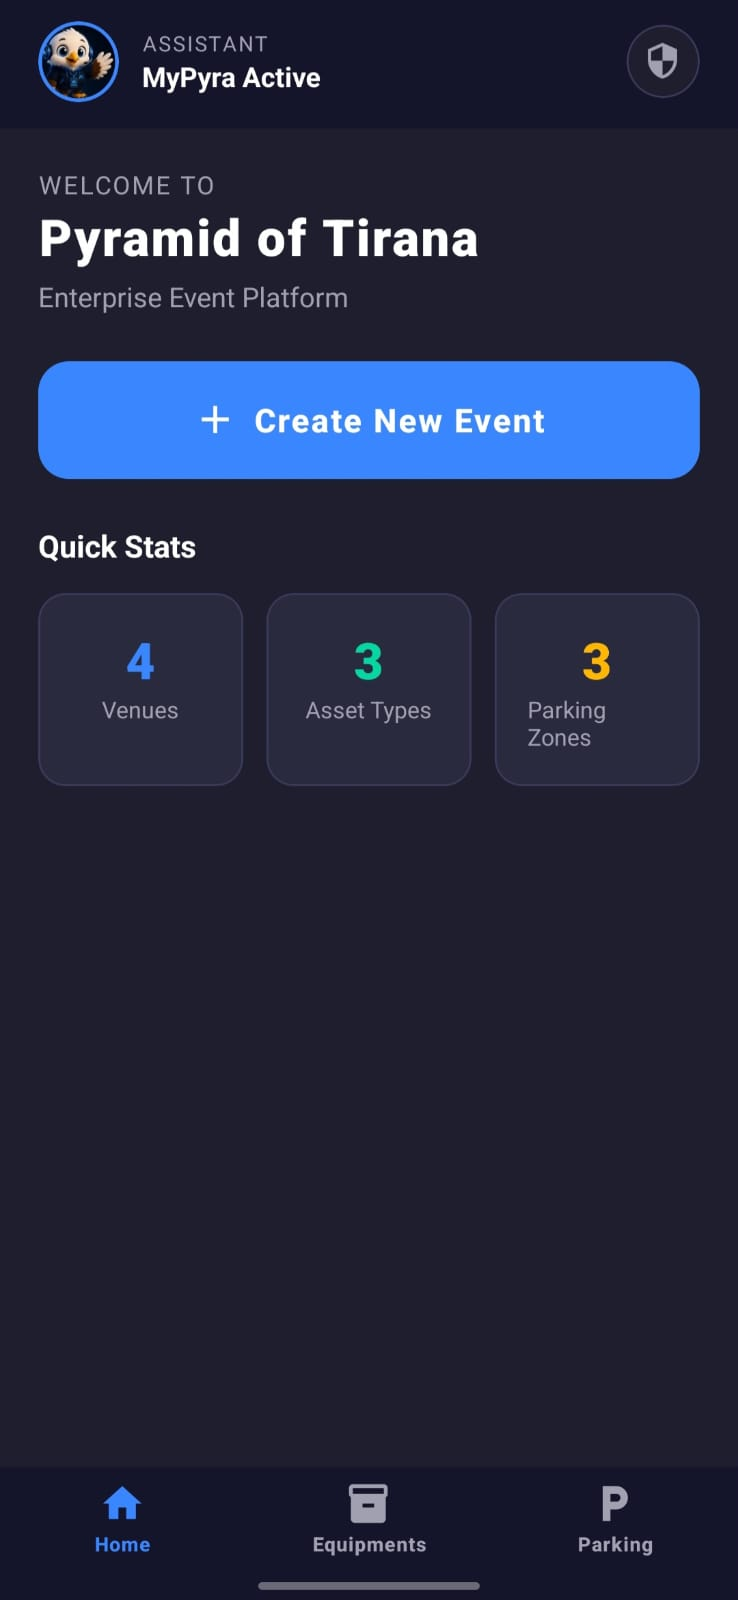 ASSISTANT
MyPyra Active
WELCOME TO
Pyramid of Tirana
Enterprise Event Platform
+ Create New Event
Quick Stats
4
Venues
3
Asset Types
3
Parking
Zones
Home
P
Equipments
Parking